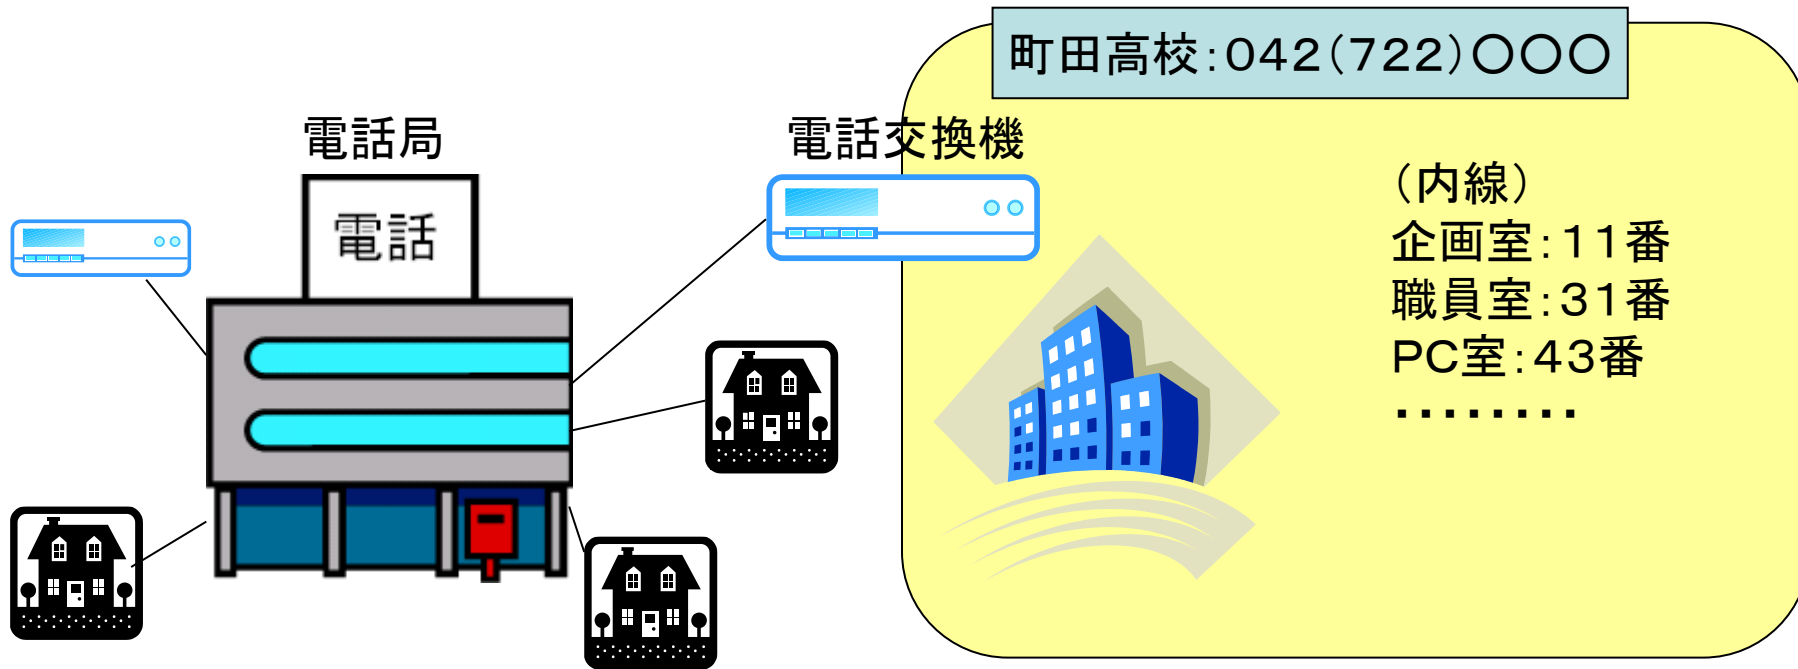 町田高校:042(722)〇〇〇
電話局
電話交換機
電話
(内線)
企画室:11番
職員室:31番
PC室:43番
・・・・・・・・